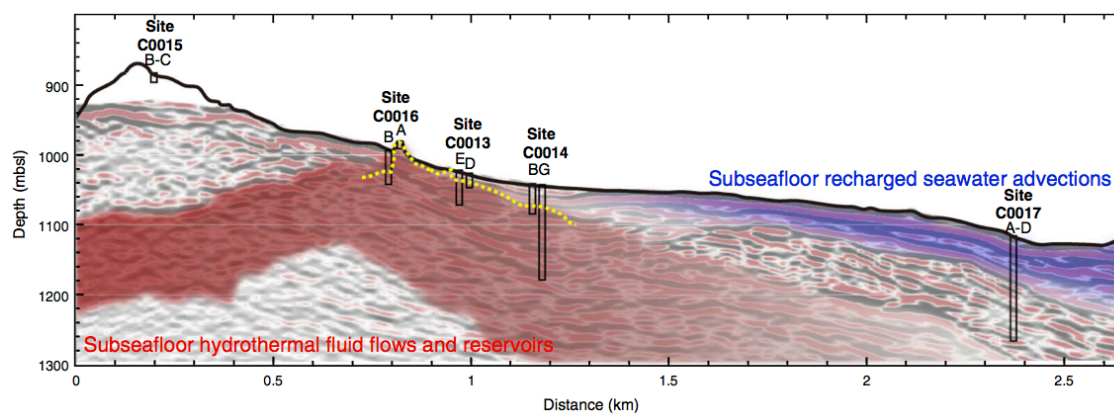 Site
C0015
B-C
Site
C0016
B A
Site
C0013
E D
Site
C0014
BG
Subseafloor recharged seawater advections
Site
C0017
A-D
Subseafloor hydrothermal fluid flows and reservoirs
Depth (mbsl)
900
1000
1100
1200
1300
0 0.5 1 1.5 2 2.5
Distance (km)